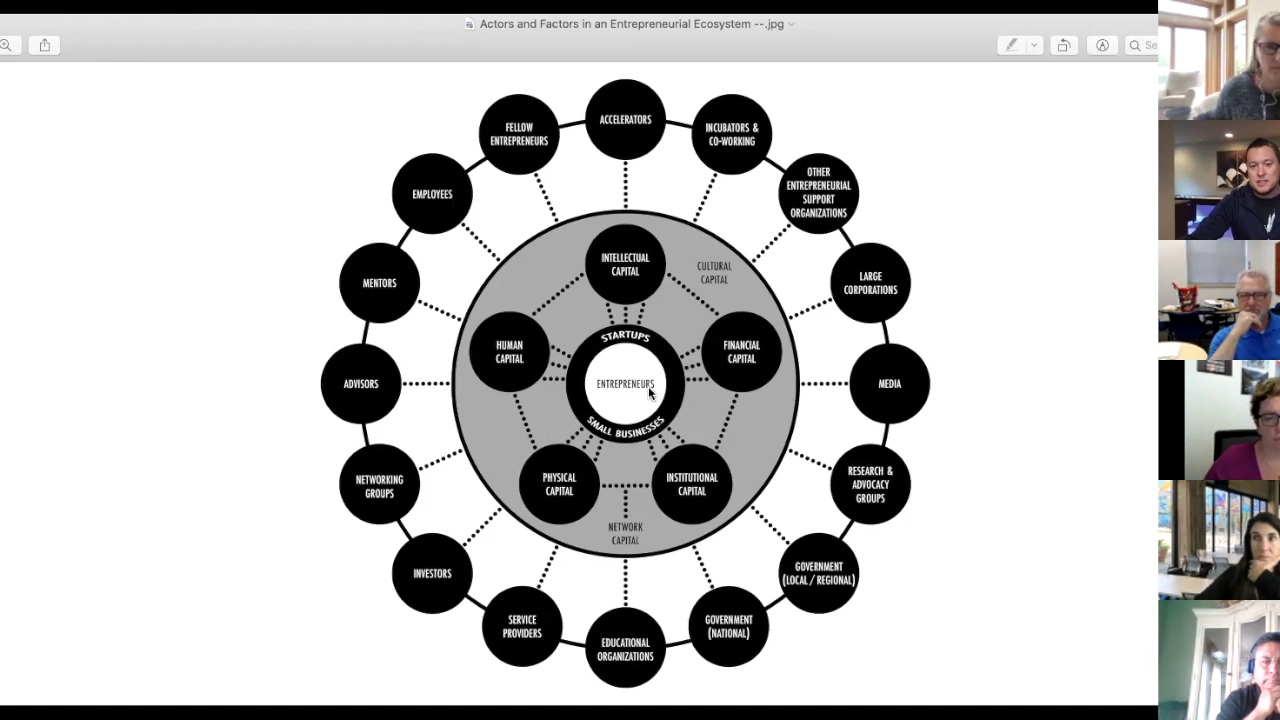 Actors and Factors in an Entrepreneurial Ecosystem --.jpg
Se
ACCELERATORS
FELLOW
ENTREPRENEURS
INCUBATORS &
CO-WORKING
EMPLOYEES
OTHER
ENTREPRENEURIAL
SUPPORT
ORGANIZATIONS
MENTORS
LARGE
CORPORATIONS
INTELLECTUAL
CAPITAL
CULTURAL
CAPITAL
HUMAN
CAPITAL
FINANCIAL
CAPITAL
STARTUPS
ENTREPRENEURS
SMALL BUSINESSES
ADVISORS
MEDIA
PHYSICAL
CAPITAL
INSTITUTIONAL
CAPITAL
NETWORK
CAPITAL
NETWORKING
GROUPS
RESEARCH &
ADVOCACY
GROUPS
INVESTORS
GOVERNMENT
(LOCAL / REGIONAL)
SERVICE
PROVIDERS
EDUCATIONAL
ORGANIZATIONS
GOVERNMENT
(NATIONAL)